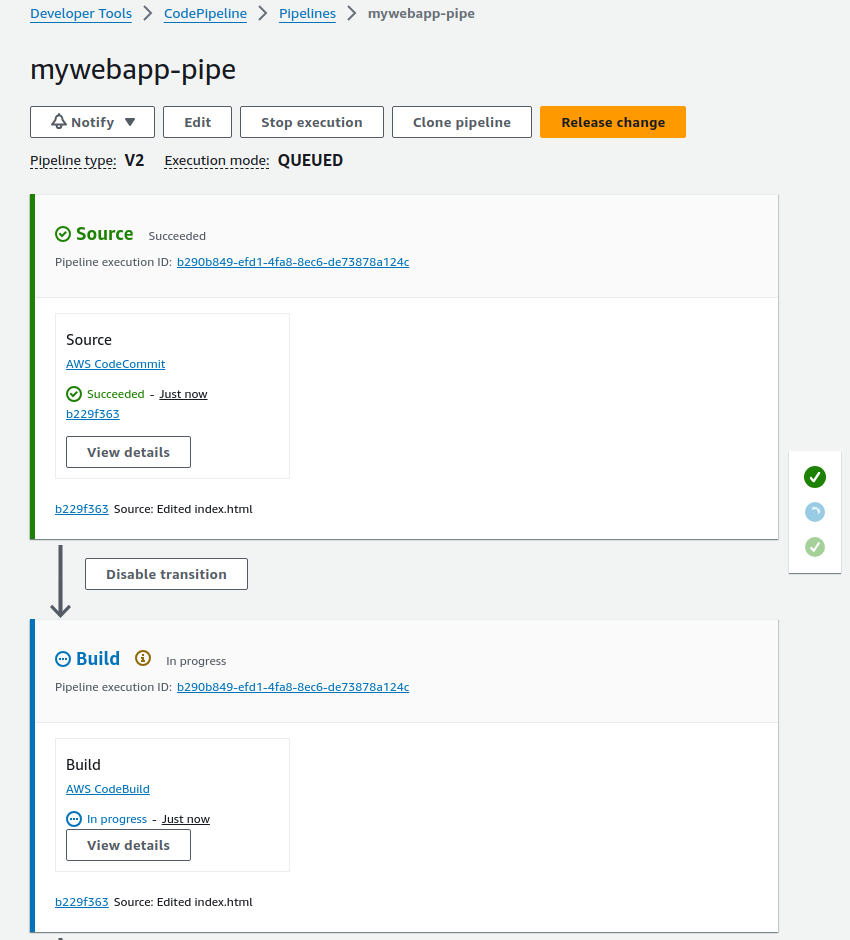 Developer Tools > CodePipeline > Pipelines > mywebapp-pipe
mywebapp-pipe
Notify Edit Stop execution Clone pipeline Release change
Pipeline type: V2 Execution mode: QUEUED
Source Succeeded
Pipeline execution ID: b290b849-efd1-4fa8-8ec6-de73878a124c
Source
AWS CodeCommit
Succeeded - Just now
b229f363
View details
b229f363 Source: Edited index.html
Disable transition
Build In progress
Pipeline execution ID: b290b849-efd1-4fa8-8ec6-de73878a124c
Build
AWS CodeBuild
In progress - Just now
View details
b229f363 Source: Edited index.html